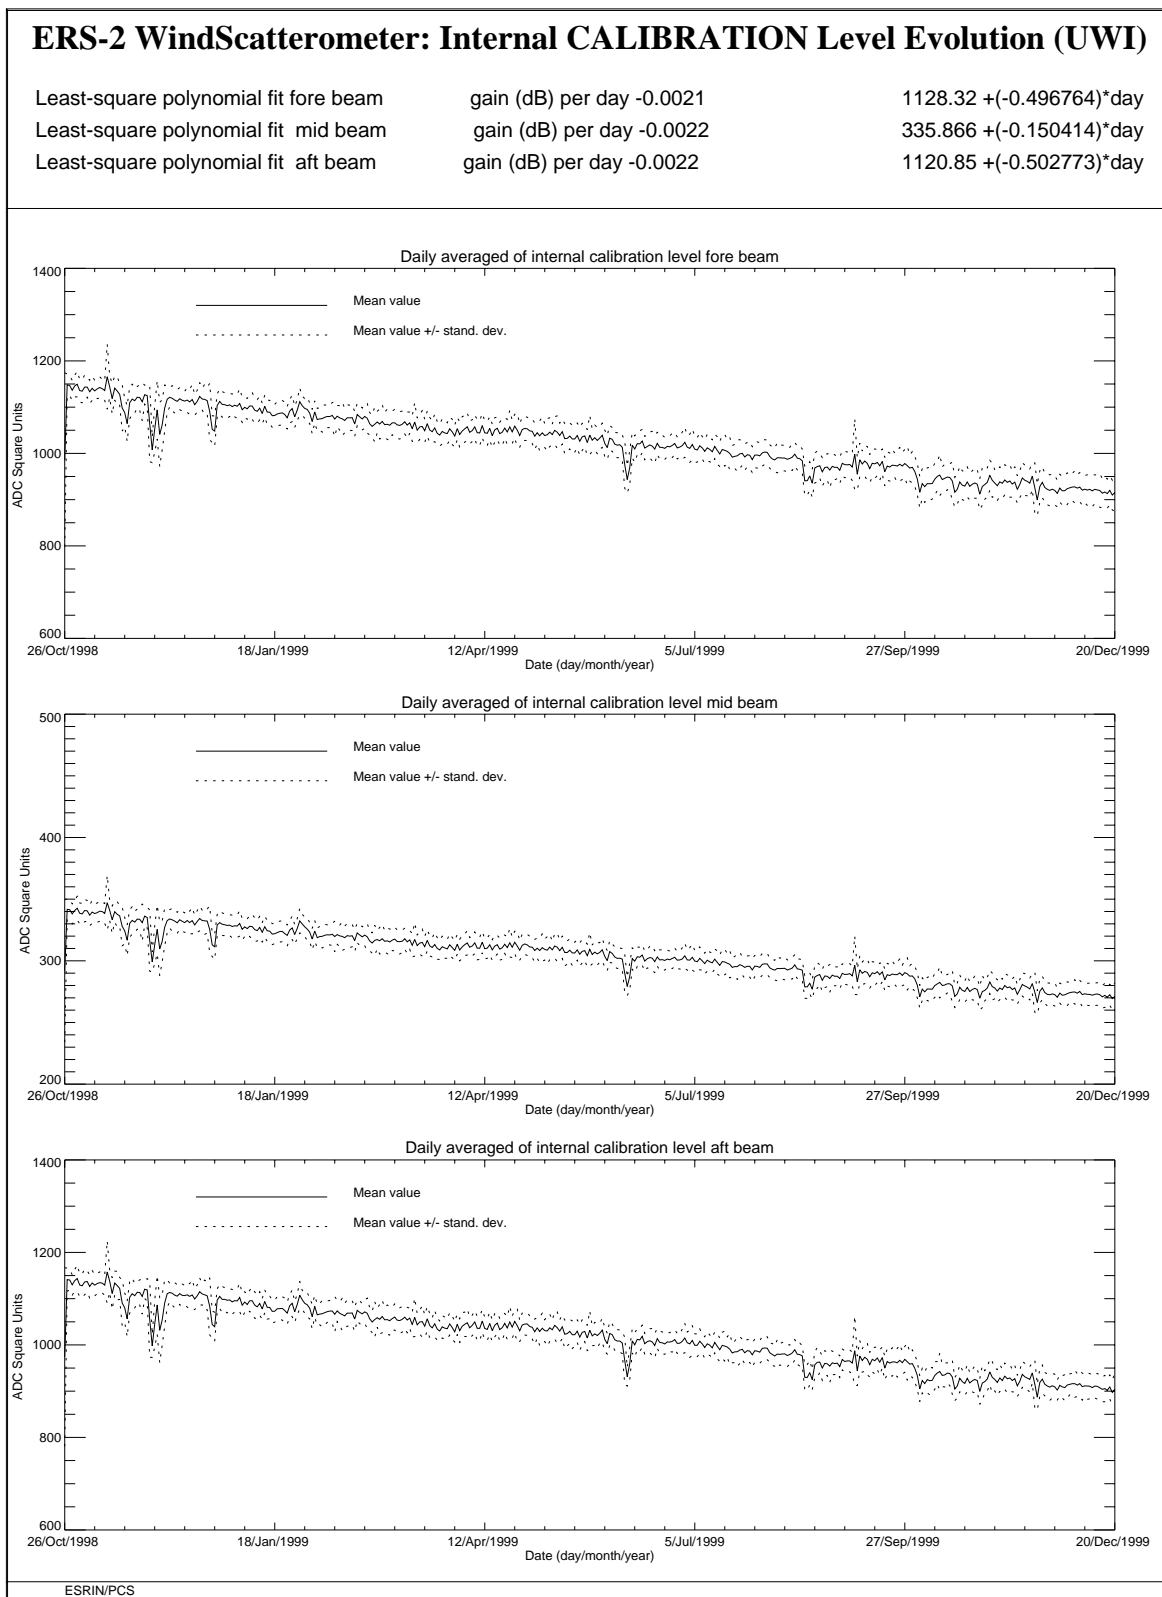 ERS-2 WindScatterometer: Internal CALIBRATION Level Evolution (UWI)
Least-square polynomial fit fore beam gain (dB) per day -0.0021 1128.32 +(-0.496764)*day
Least-square polynomial fit mid beam gain (dB) per day -0.0022 335.866 +(-0.150414)*day
Least-square polynomial fit aft beam gain (dB) per day -0.0022 1120.85 +(-0.502773)*day
Daily averaged of internal calibration level fore beam
1400
Mean value
Mean value +/- stand. dev.
1200
1000
800
600
ADC Square Units
26/Oct/1998 18/Jan/1999 12/Apr/1999 5/Jul/1999 27/Sep/1999 20/Dec/1999
Date (day/month/year)
Daily averaged of internal calibration level mid beam
500
Mean value
Mean value +/- stand. dev.
400
300
200
ADC Square Units
26/Oct/1998 18/Jan/1999 12/Apr/1999 5/Jul/1999 27/Sep/1999 20/Dec/1999
Date (day/month/year)
Daily averaged of internal calibration level aft beam
1400
Mean value
Mean value +/- stand. dev.
1200
1000
800
600
ADC Square Units
26/Oct/1998 18/Jan/1999 12/Apr/1999 5/Jul/1999 27/Sep/1999 20/Dec/1999
Date (day/month/year)
ESRIN/PCS